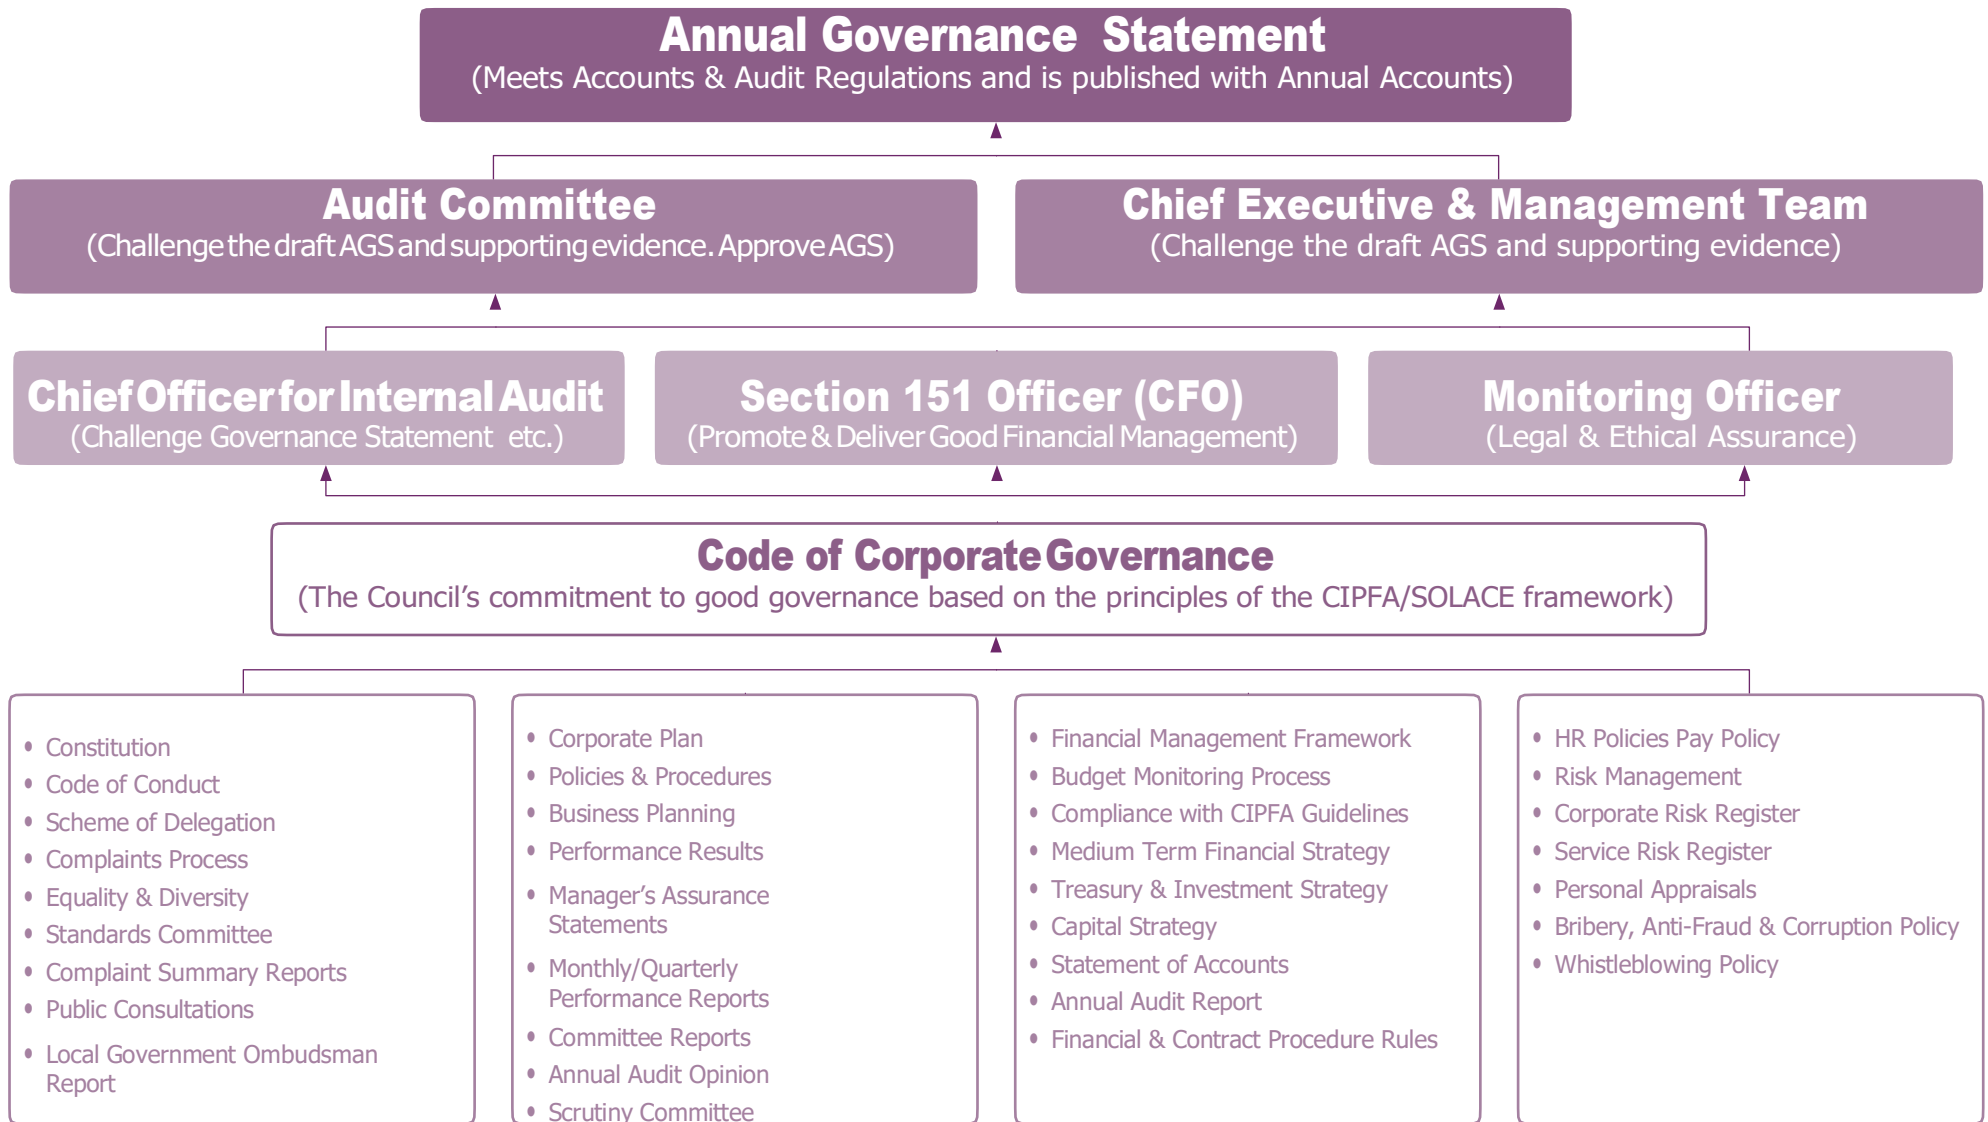 Annual Governance Statement
(Meets Accounts & Audit Regulations and is published with Annual Accounts)
Audit Committee
(Challenge the draft AGS and supporting evidence. Approve AGS)
Chief Executive & Management Team
(Challenge the draft AGS and supporting evidence)
Chief Officer for Internal Audit
(Challenge Governance Statement etc.)
Section 151 Officer (CFO)
(Promote & Deliver Good Financial Management)
Monitoring Officer
(Legal & Ethical Assurance)
Code of Corporate Governance
(The Council’s commitment to good governance based on the principles of the CIPFA/SOLACE framework)
• Constitution
• Code of Conduct
• Scheme of Delegation
• Complaints Process
• Equality & Diversity
• Standards Committee
• Complaint Summary Reports
• Public Consultations
• Local Government Ombudsman
Report
• Corporate Plan
• Policies & Procedures
• Business Planning
• Performance Results
• Manager’s Assurance
Statements
• Monthly/Quarterly
Performance Reports
• Committee Reports
• Annual Audit Opinion
• Scrutiny Committee
• Financial Management Framework
• Budget Monitoring Process
• Compliance with CIPFA Guidelines
• Medium Term Financial Strategy
• Treasury & Investment Strategy
• Capital Strategy
• Statement of Accounts
• Annual Audit Report
• Financial & Contract Procedure Rules
• HR Policies Pay Policy
• Risk Management
• Corporate Risk Register
• Service Risk Register
• Personal Appraisals
• Bribery, Anti-Fraud & Corruption Policy
• Whistleblowing Policy